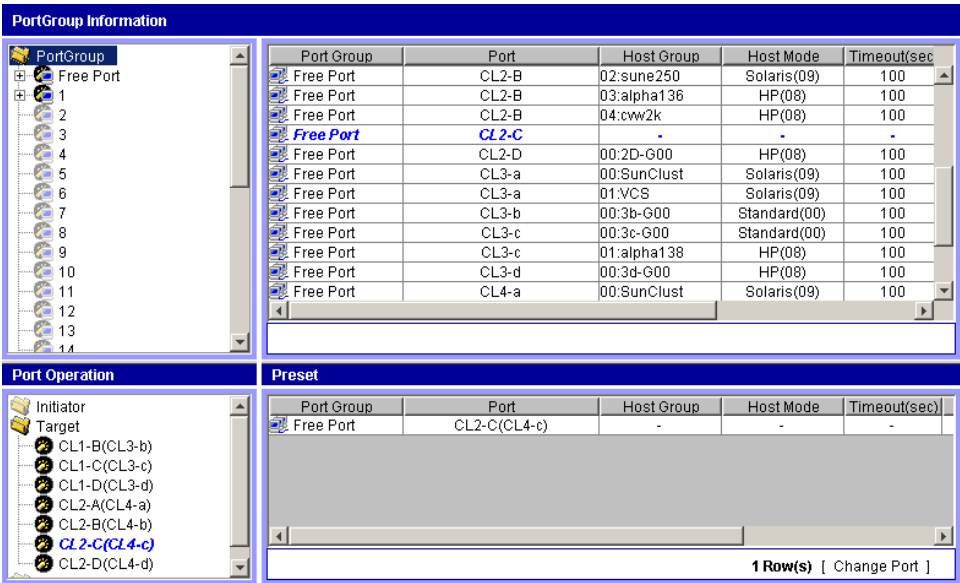 PortGroup Information
PortGroup
Free Port
1
2
3
4
5
6
7
8
9
10
11
12
13
14
Port Group Port Host Group Host Mode Timeout(sec
Free Port CL2-B 02:sune250 Solaris(09) 100
Free Port CL2-B 03:alpha136 HP(08) 100
Free Port CL2-B 04:cvw2k HP(08) 100
Free Port CL2-C - - -
Free Port CL2-D 00:2D-G00 HP(08) 100
Free Port CL3-a 00:SunClust Solaris(09) 100
Free Port CL3-a 01:VCS Solaris(09) 100
Free Port CL3-b 00:3b-G00 Standard(00) 100
Free Port CL3-c 00:3c-G00 Standard(00) 100
Free Port CL3-c 01:alpha138 HP(08) 100
Free Port CL3-d 00:3d-G00 HP(08) 100
Free Port CL4-a 00:SunClust Solaris(09) 100
Port Operation
Initiator
Target
CL1-B(CL3-b)
CL1-C(CL3-c)
CL1-D(CL3-d)
CL2-A(CL4-a)
CL2-B(CL4-b)
CL2-C(CL4-c)
CL2-D(CL4-d)
Preset
Port Group Port Host Group Host Mode Timeout(sec)
Free Port CL2-C(CL4-c) - - -
1 Row(s) [ Change Port ]